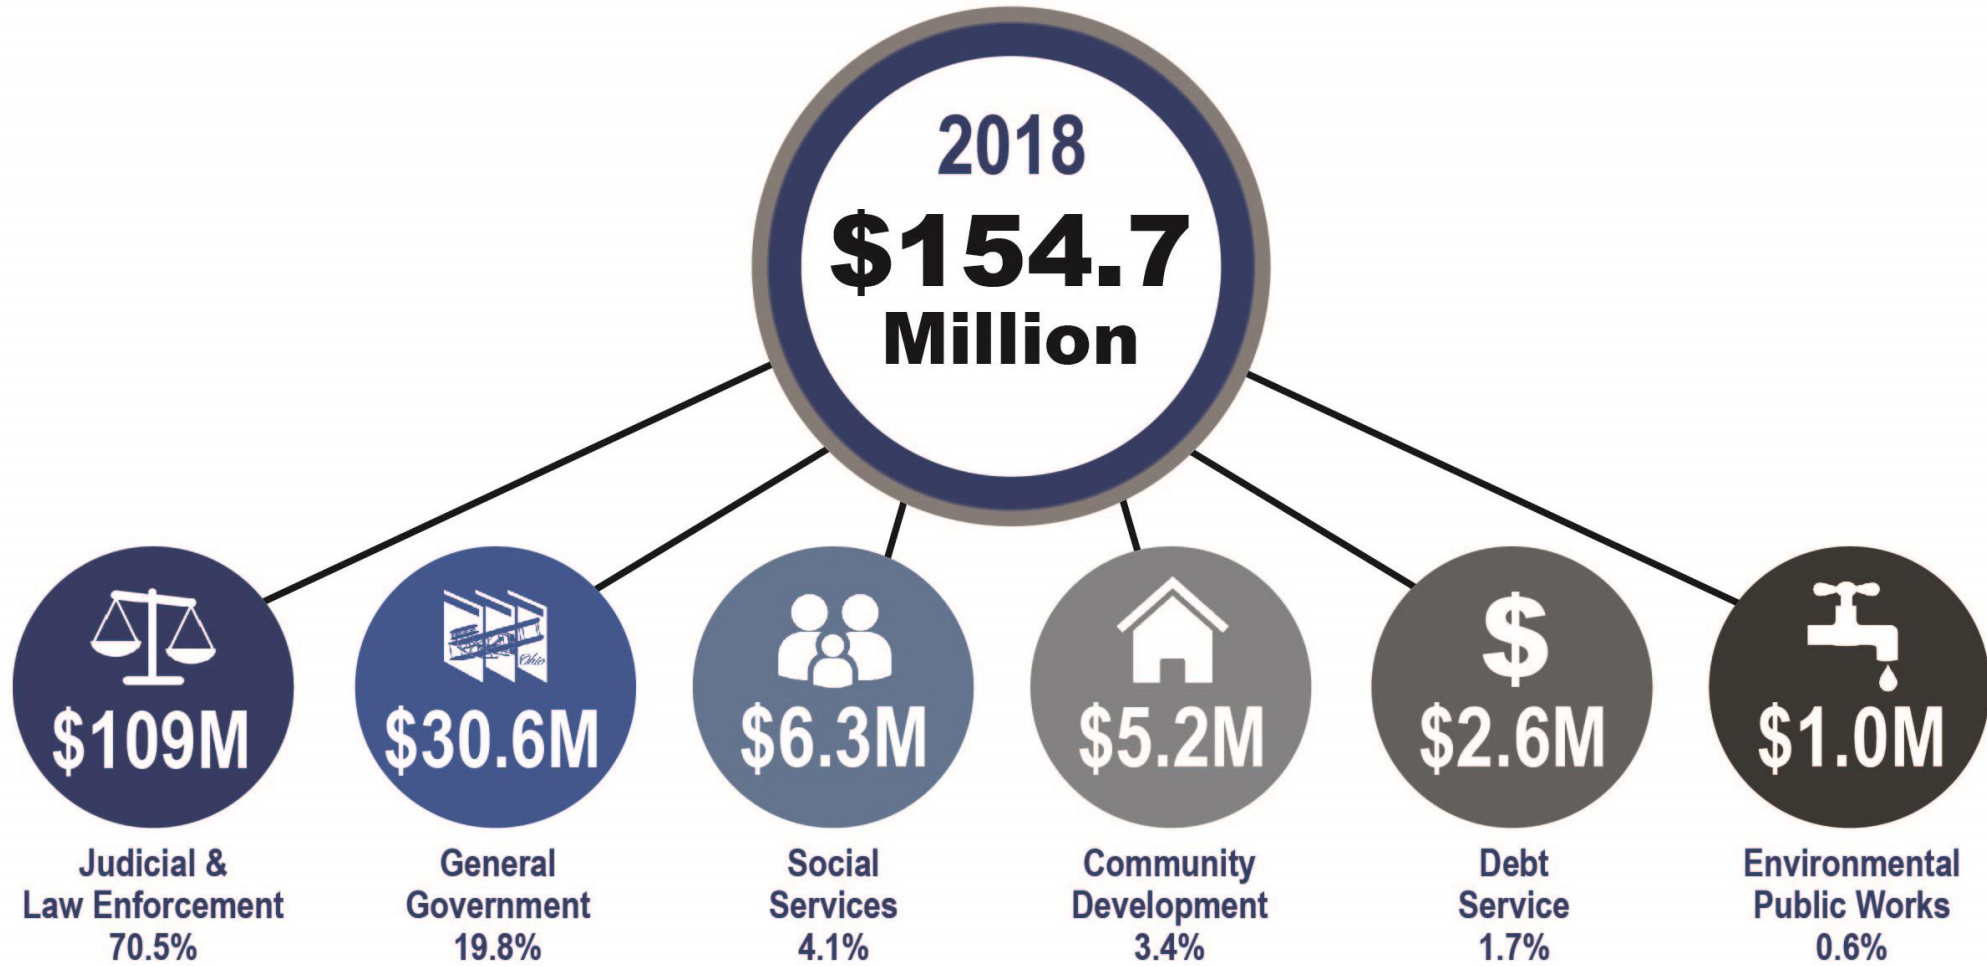 2018
$154.7
Million
$109M
Judicial &
Law Enforcement
70.5%
Ohio
$30.6M
General
Government
19.8%
$6.3M
Social
Services
4.1%
$5.2M
Community
Development
3.4%
$
$2.6M
Debt
Service
1.7%
$1.0M
Environmental
Public Works
0.6%